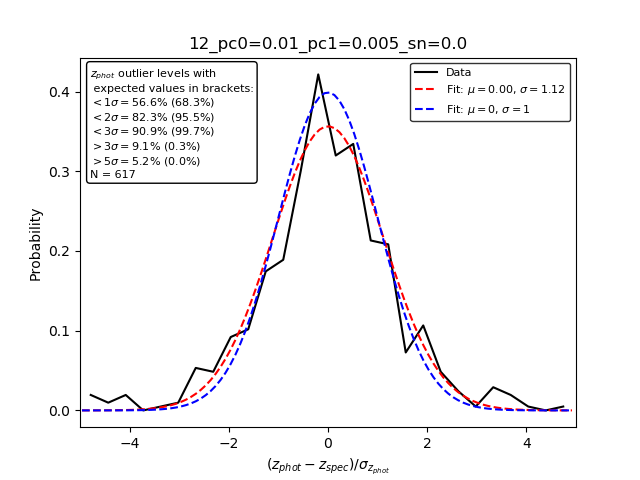 12_pc0=0.01_pc1=0.005_sn=0.0
z_phot outlier levels with
expected values in brackets:
< 1σ = 56.6% (68.3%)
< 2σ = 82.3% (95.5%)
< 3σ = 90.9% (99.7%)
> 3σ = 9.1% (0.3%)
> 5σ = 5.2% (0.0%)
N = 617
Data
Fit: μ = 0.00, σ = 1.12
Fit: μ = 0, σ = 1
Probability
0.4
0.3
0.2
0.1
0.0
−4 −2 0 2 4
(z_phot − z_spec)/σ_z_phot